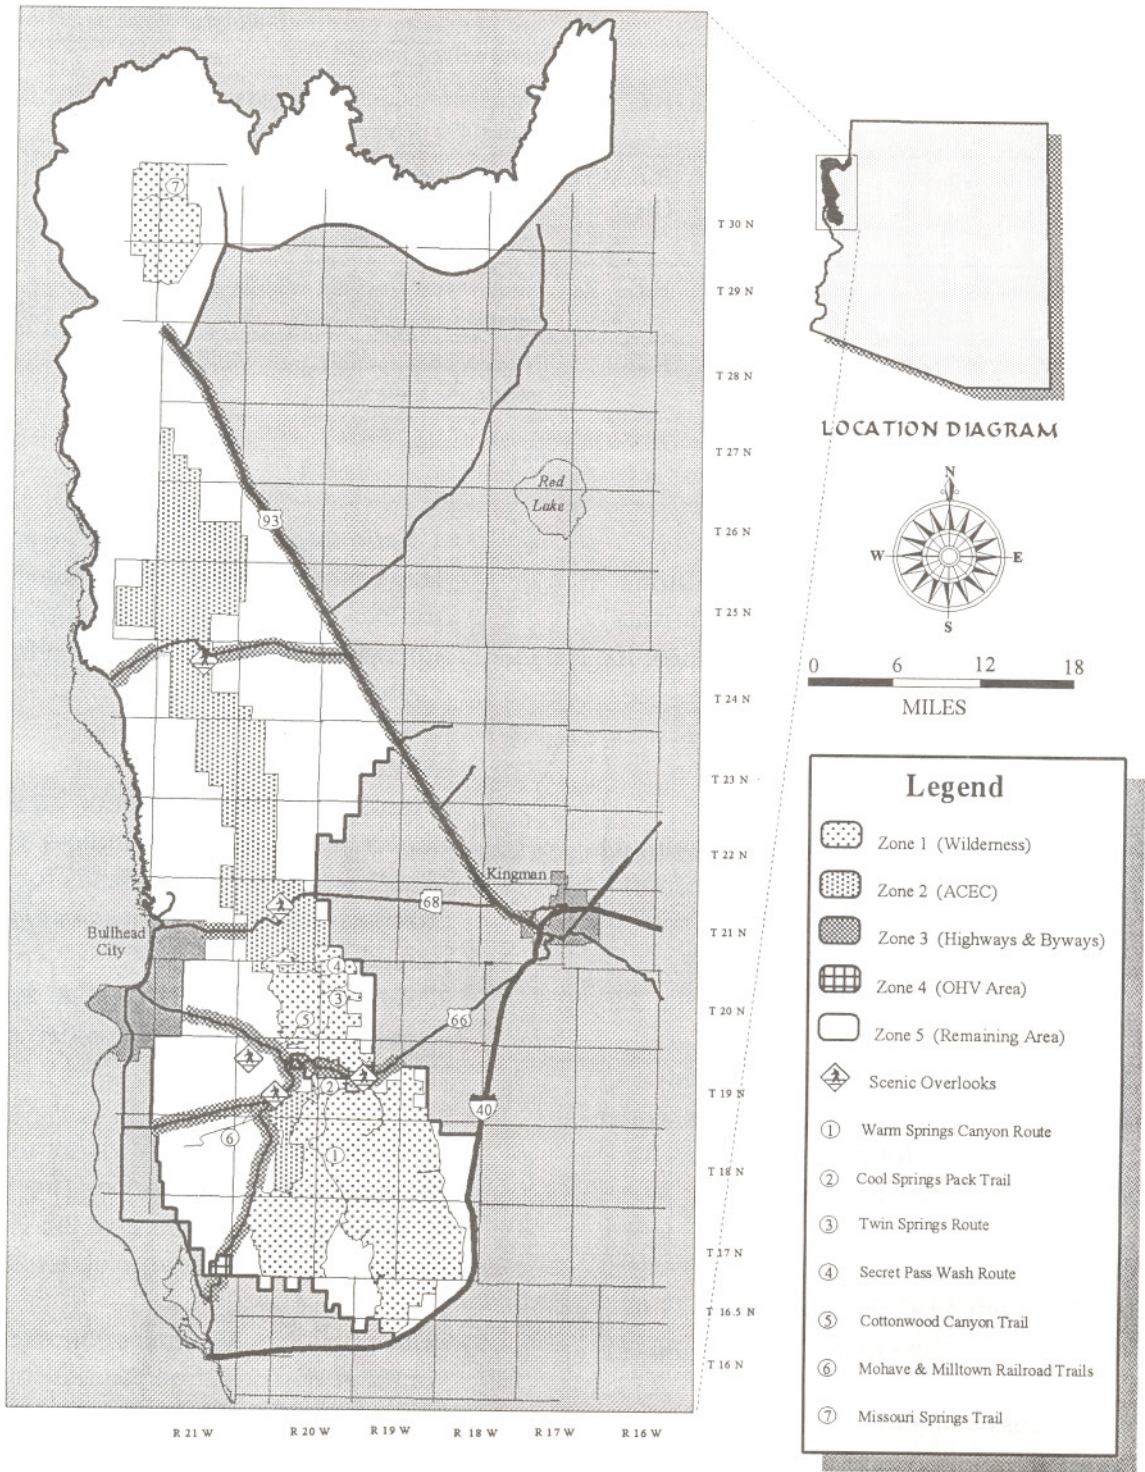 7
T 30 N
T 29 N
T 28 N
LOCATION DIAGRAM
T 27 N
Red
Lake
N
93
T 26 N
W
E
T 25 N
S
0 6 12 18
T 24 N
MILES
T 23 N
Legend
Zone 1 (Wilderness)
T 22 N
Kingman
Zone 2 (ACEC)
68
Bullhead
City
T 21 N
Zone 3 (Highways & Byways)
4
3
Zone 4 (OHV Area)
5
66
T 20 N
Zone 5 (Remaining Area)
2
Scenic Overlooks
T 19 N
40
6
1
1 Warm Springs Canyon Route
T 18 N
2 Cool Springs Pack Trail
3 Twin Springs Route
T 17 N
4 Secret Pass Wash Route
T 16.5 N
5 Cottonwood Canyon Trail
T 16 N
6 Mohave & Milltown Railroad Trails
7 Missouri Springs Trail
R 21 W R 20 W R 19 W R 18 W R 17 W R 16 W